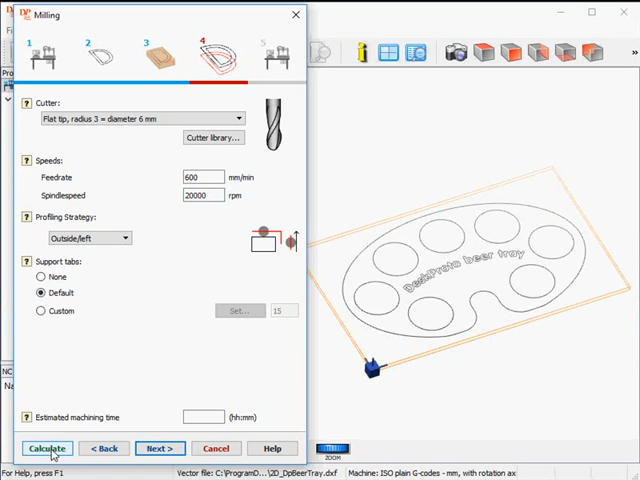 Milling
1
2
3
4
5
Cutter:
Flat tip, radius 3 = diameter 6 mm
Cutter library...
Speeds:
Feedrate 600 mm/min
Spindlespeed 20000 rpm
Profiling Strategy:
Outside/left
Support tabs:
None
Default
Custom Set... 15
Estimated machining time (hh:mm)
Calculate < Back Next > Cancel Help
DeskProto beer tray
ZOOM
For Help, press F1 Vector file: C:\ProgramD...\2D_DpBeerTray.dxf Machine: ISO plain G-codes - mm, with rotation ax